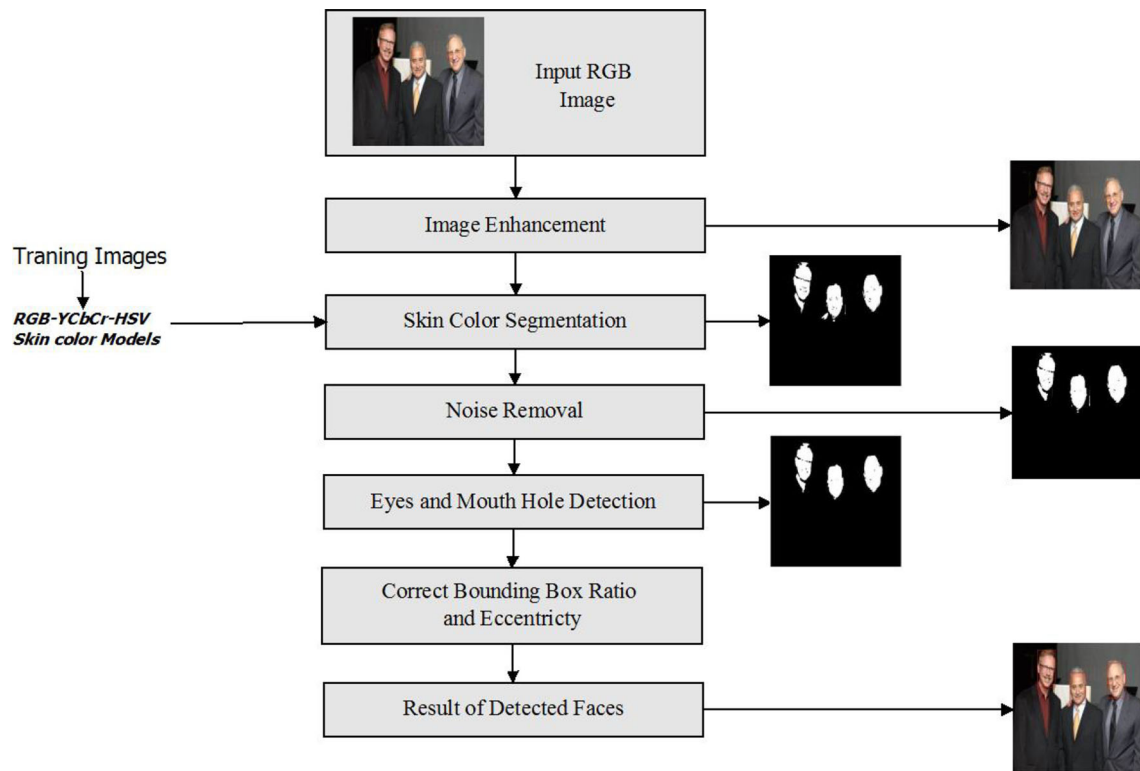 Input RGB
Image
Image Enhancement
Traning Images
RGB-YCbCr-HSV
Skin color Models
Skin Color Segmentation
Noise Removal
Eyes and Mouth Hole Detection
Correct Bounding Box Ratio
and Eccentricty
Result of Detected Faces